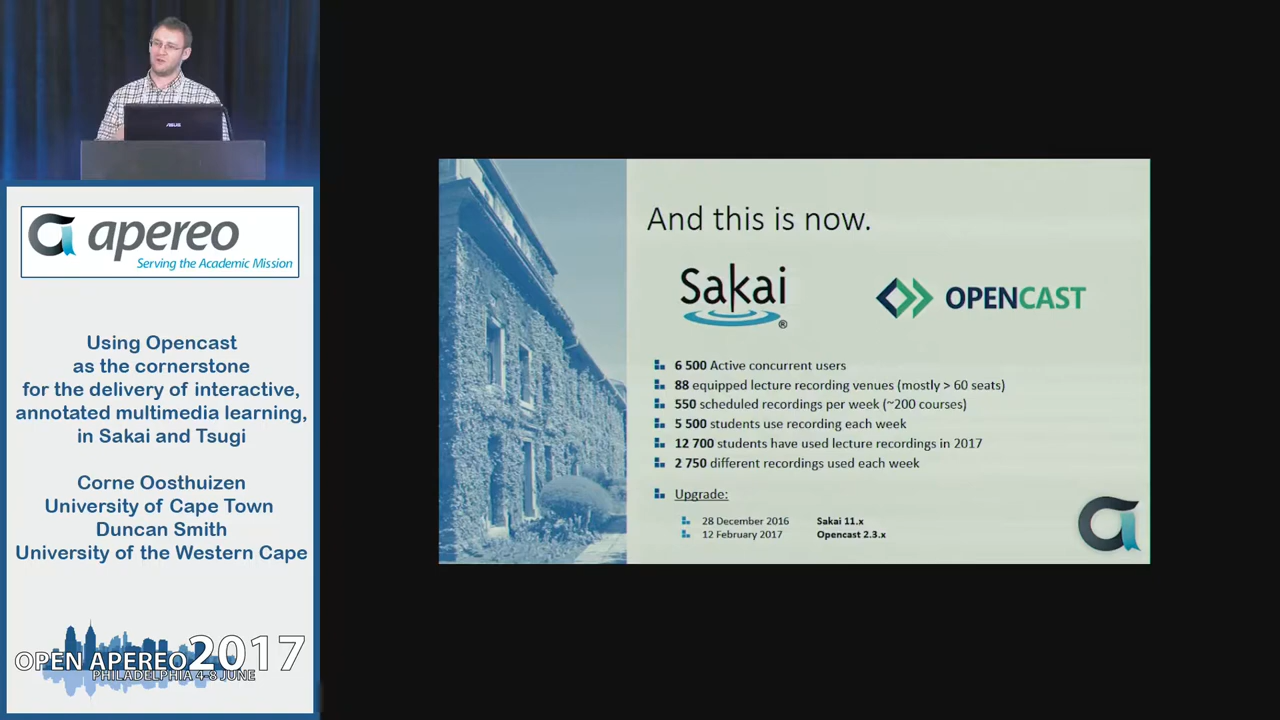 ASUS
apereo
Serving the Academic Mission
Using Opencast
as the cornerstone
for the delivery of interactive,
annotated multimedia learning,
in Sakai and Tsugi
Corne Oosthuizen
University of Cape Town
Duncan Smith
University of the Western Cape
OPEN APEREO 2017
PHILADELPHIA 4-8 JUNE
And this is now.
Sakai ®
OPENCAST
6 500 Active concurrent users
88 equipped lecture recording venues (mostly > 60 seats)
550 scheduled recordings per week (~200 courses)
5 500 students use recording each week
12 700 students have used lecture recordings in 2017
2 750 different recordings used each week
Upgrade:
28 December 2016 Sakai 11.x
12 February 2017 Opencast 2.3.x